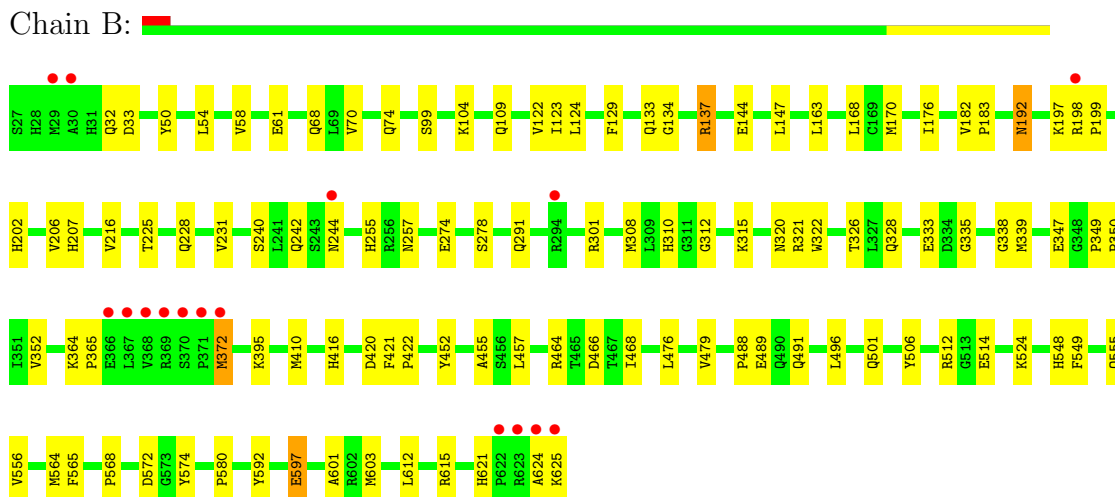 Chain B:
S27 H28 M29 A30 H31 Q32 D33 Y50 L54 V58 E61 Q68 L69 V70 Q74 S99 K104 Q109 V122 I123 L124 F129 Q133 G134 R137 E144 L147 L163 L168 C169 M170 I176 V182 P183 N192 K197 R198 P199
H202 V206 H207 V216 T225 Q228 V231 S240 L241 Q242 S243 N244 H255 R256 N257 E274 S278 Q291 R294 R301 M308 L309 H310 G311 G312 K315 N320 R321 W322 T326 L327 Q328 E333 D334 G335 G338 M339 E347 G348 P349
I351 V352 K364 P365 E366 L367 V368 R369 S370 P371 M372 K395 M410 H416 D420 F421 P422 Y452 A455 S456 L457 R464 T465 D466 T467 I468 L476 V479 P488 E489 Q490 Q491 L496 Q501 Y506 R512 G513 E514 K524 H548 F549
V556 M564 F565 P568 D572 G573 Y574 P580 Y592 E597 A601 R602 M603 L612 R615 H621 P622 R623 A624 K625